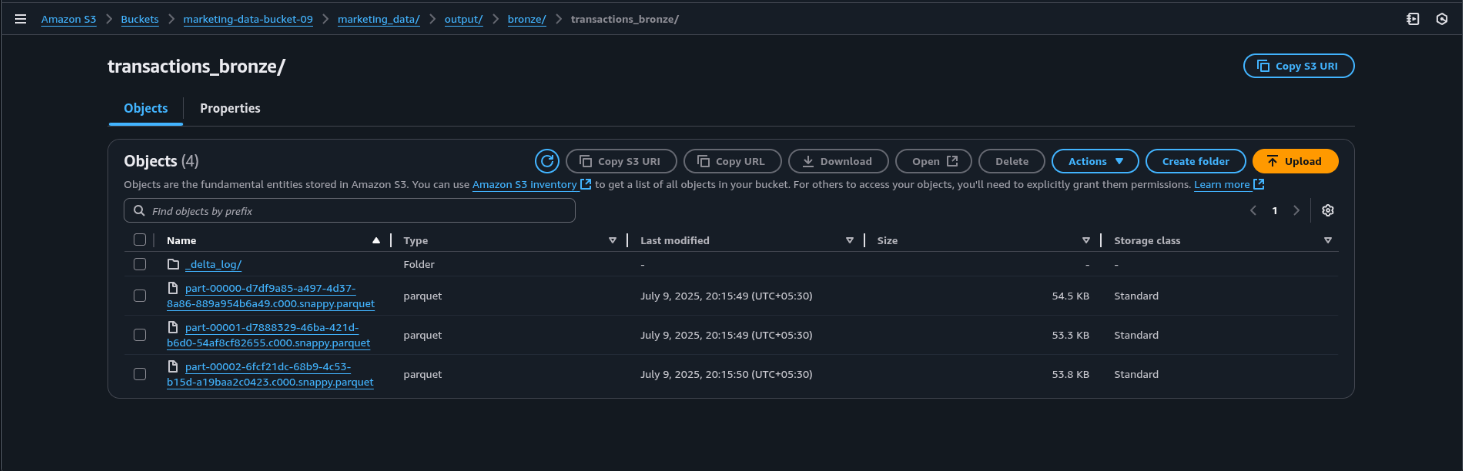 Amazon S3 > Buckets > marketing-data-bucket-09 > marketing_data/ > output/ > bronze/ > transactions_bronze/
transactions_bronze/
Copy S3 URI
Objects
Properties
Objects (4)
Copy S3 URI
Copy URL
Download
Open
Delete
Actions
Create folder
Upload
Objects are the fundamental entities stored in Amazon S3. You can use Amazon S3 inventory to get a list of all objects in your bucket. For others to access your objects, you'll need to explicitly grant them permissions. Learn more
Find objects by prefix
1
Name Type Last modified Size Storage class
_delta_log/ Folder - - -
part-00000-d7df9a85-a497-4d37-
8a86-889a954b6a49.c000.snappy.parquet
parquet July 9, 2025, 20:15:49 (UTC+05:30) 54.5 KB Standard
part-00001-d7888329-46ba-421d-
b6d0-54af8cf82655.c000.snappy.parquet
parquet July 9, 2025, 20:15:49 (UTC+05:30) 53.3 KB Standard
part-00002-6fcf21dc-68b9-4c53-
b15d-a19baa2c0423.c000.snappy.parquet
parquet July 9, 2025, 20:15:50 (UTC+05:30) 53.8 KB Standard